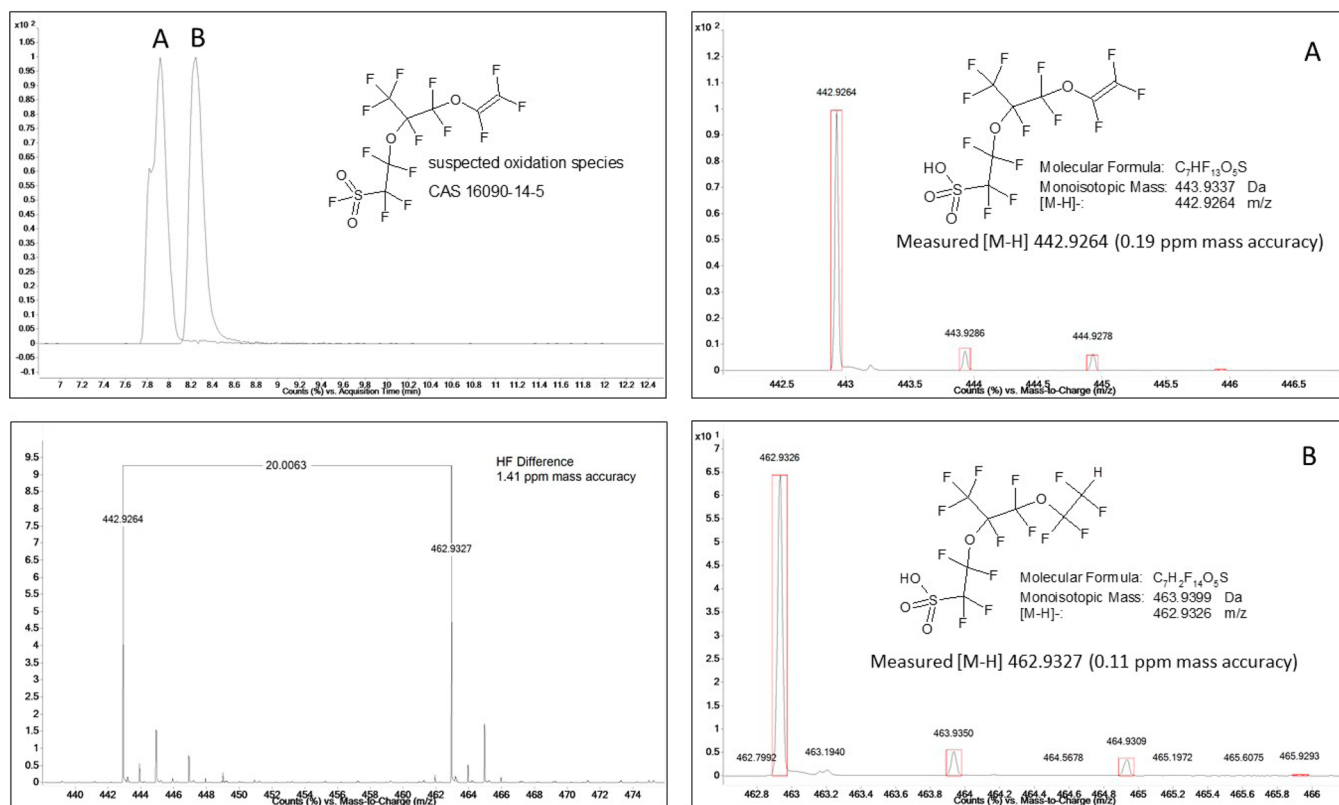 x10 2
A B
1
0.95
0.9
0.85
0.8
0.75
0.7
0.65
0.6
0.55
0.5
0.45
0.4
0.35
0.3
0.25
0.2
0.15
0.1
0.05
0
-0.05
-0.1
F
F F F
F F O F
F
F F F F
O
F F
O
F S
O F F
suspected oxidation species
CAS 16090-14-5
7 7.2 7.4 7.6 7.8 8 8.2 8.4 8.6 8.8 9 9.2 9.4 9.6 9.8 10 10.2 10.4 10.6 10.8 11 11.2 11.4 11.6 11.8 12 12.2 12.4
Counts (%) vs. Acquisition Time (min)
x10 2
A
1.2
1.1
1
0.9
0.8
0.7
0.6
0.5
0.4
0.3
0.2
0.1
0
442.9264
443.9286
444.9278
F
F F F
F F O F
F
F F F F
O
F F
HO
O S
O F F
Molecular Formula: C7HF13O5S
Monoisotopic Mass: 443.9337 Da
[M-H]-: 442.9264 m/z
Measured [M-H] 442.9264 (0.19 ppm mass accuracy)
442.5 443 443.5 444 444.5 445 445.5 446 446.5
Counts (%) vs. Mass-to-Charge (m/z)
9.5
9
8.5
8
7.5
7
6.5
6
5.5
5
4.5
4
3.5
3
2.5
2
1.5
1
0.5
0
20.0063
HF Difference
1.41 ppm mass accuracy
442.9264
462.9327
440 442 444 446 448 450 452 454 456 458 460 462 464 466 468 470 472 474
Counts (%) vs. Mass-to-Charge (m/z)
x10 1
B
7
6.5
6
5.5
5
4.5
4
3.5
3
2.5
2
1.5
1
0.5
0
462.9326
F H
F F F
F O F
F F F F F
O
F F
HO
O S
O F F
Molecular Formula: C7H2F14O5S
Monoisotopic Mass: 463.9399 Da
[M-H]-: 462.9326 m/z
Measured [M-H] 462.9327 (0.11 ppm mass accuracy)
462.7992 463.1940 463.9350 464.5678 464.9309 465.1972 465.6075 465.9293
462.8 463 463.2 463.4 463.6 463.8 464 464.2 464.4 464.6 464.8 465 465.2 465.4 465.6 465.8 466
Counts (%) vs. Mass-to-Charge (m/z)